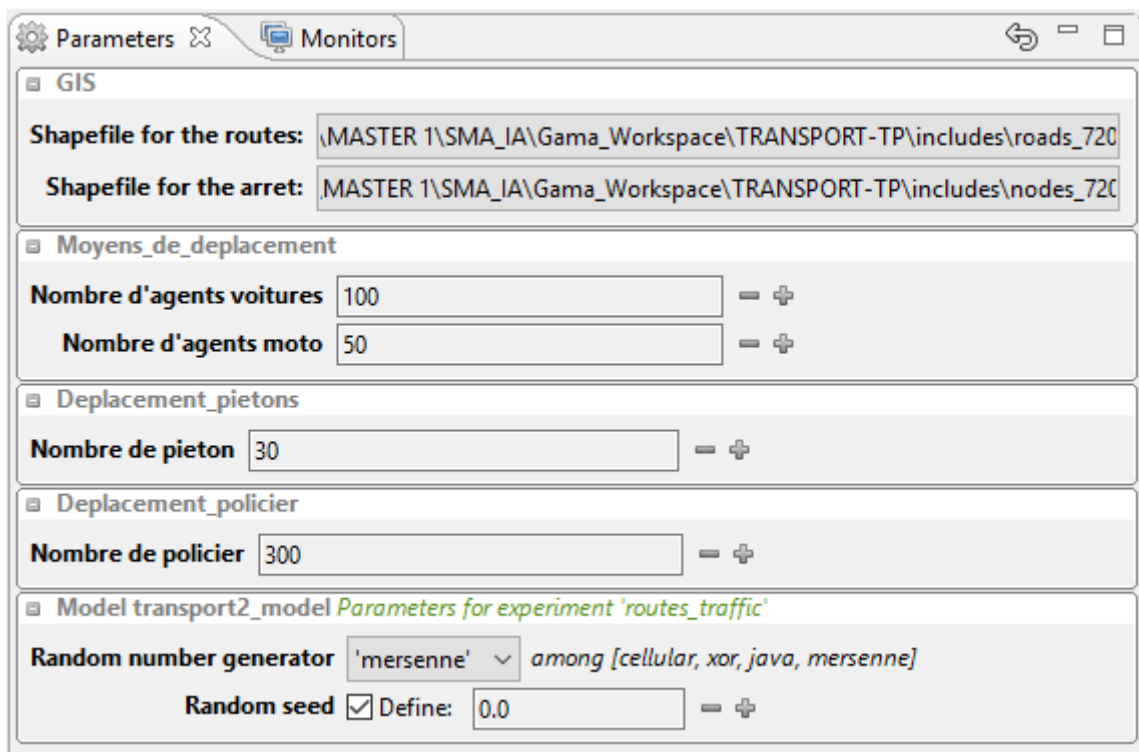 Parameters Monitors
GIS
Shapefile for the routes: \MASTER 1\SMA_IA\Gama_Workspace\TRANSPORT-TP\includes\roads_720
Shapefile for the arret: MASTER 1\SMA_IA\Gama_Workspace\TRANSPORT-TP\includes\nodes_720
Moyens_de_deplacement
Nombre d'agents voitures 100
Nombre d'agents moto 50
Deplacement_pietons
Nombre de pieton 30
Deplacement_policier
Nombre de policier 300
Model transport2_model Parameters for experiment 'routes_traffic'
Random number generator 'mersenne' among [cellular, xor, java, mersenne]
Random seed Define: 0.0